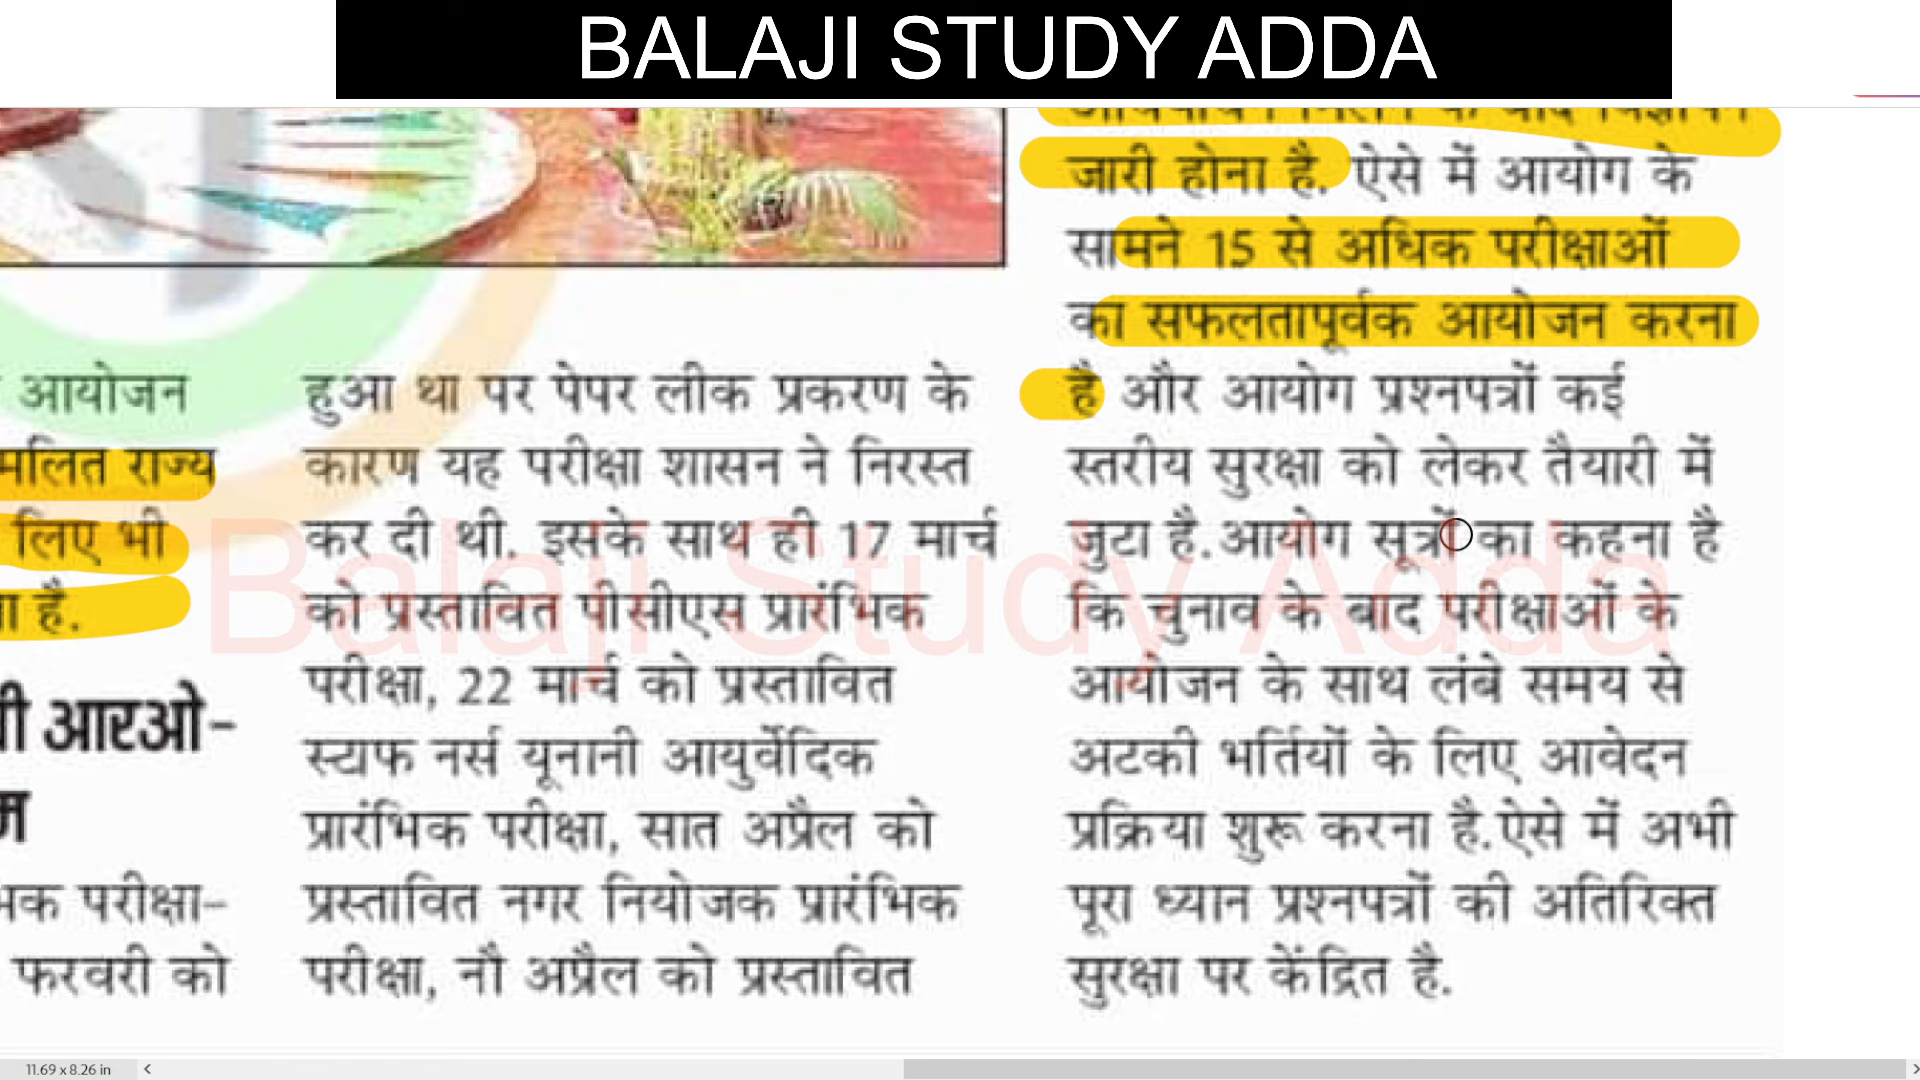 BALAJI STUDY ADDA
आयोजन
मलित राज्य
लिए भी
है.
आरओ-
परीक्षा-
फरवरी को
हुआ था पर पेपर लीक प्रकरण के
कारण यह परीक्षा शासन ने निरस्त
कर दी थी. इसके साथ ही 17 मार्च
को प्रस्तावित पीसीएस प्रारंभिक
परीक्षा, 22 मार्च को प्रस्तावित
स्टाफ नर्स यूनानी आयुर्वेदिक
प्रारंभिक परीक्षा, सात अप्रैल को
प्रस्तावित नगर नियोजक प्रारंभिक
परीक्षा, नौ अप्रैल को प्रस्तावित
जारी होना है. ऐसे में आयोग के
सामने 15 से अधिक परीक्षाओं
का सफलतापूर्वक आयोजन करना
है और आयोग प्रश्नपत्रों कई
स्तरीय सुरक्षा को लेकर तैयारी में
जुटा है.आयोग सूत्रों का कहना है
कि चुनाव के बाद परीक्षाओं के
आयोजन के साथ लंबे समय से
अटकी भर्तियों के लिए आवेदन
प्रक्रिया शुरू करना है.ऐसे में अभी
पूरा ध्यान प्रश्नपत्रों की अतिरिक्त
सुरक्षा पर केंद्रित है.
Balaji Study Adda
11.69 x 8.26 in